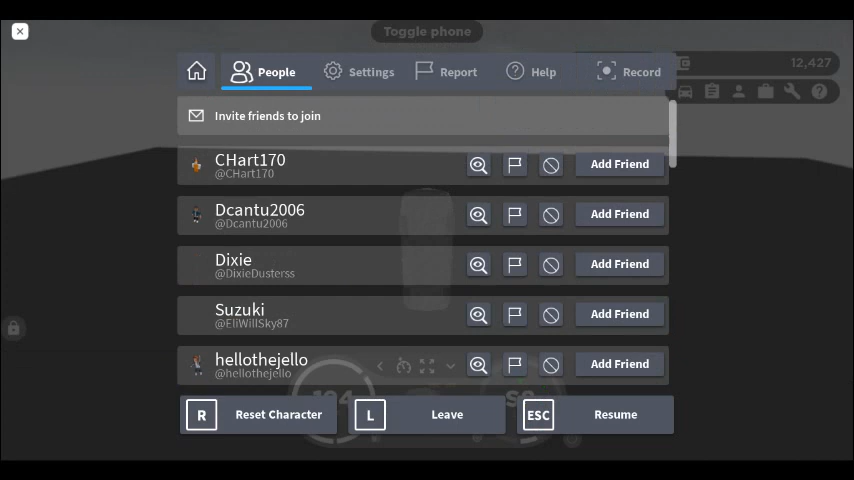 Toggle phone
12,427
People
Settings
Report
Help
Record
Invite friends to join
CHart170
@CHart170
Add Friend
Dcantu2006
@Dcantu2006
Add Friend
Dixie
@DixieDusterss
Add Friend
Suzuki
@EliWillSky87
Add Friend
hellothejello
@hellothejello
Add Friend
R Reset Character
L Leave
ESC Resume